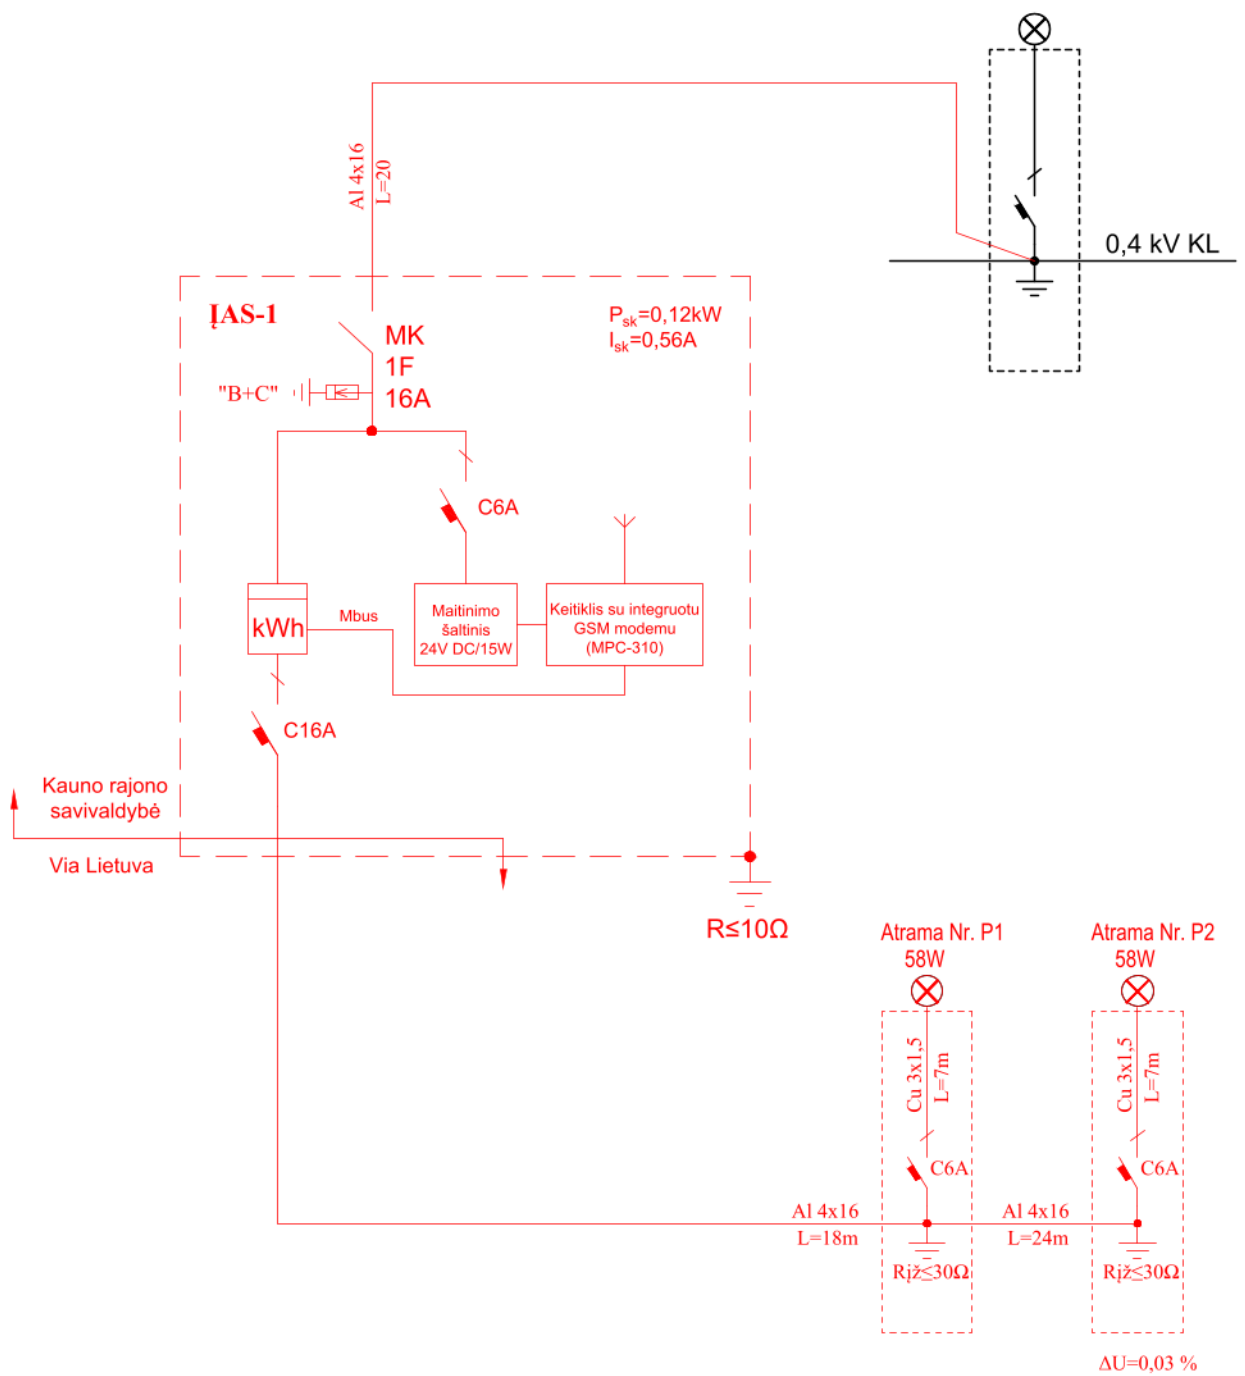 Al 4x16
L=20
0,4 kV KL
ĮAS-1
Psk=0,12kW
Isk=0,56A
MK
1F
16A
"B+C"
C6A
Mbus
kWh
Maitinimo
šaltinis
24V DC/15W
Keitiklis su integruotu
GSM modemu
(MPC-310)
C16A
Kauno rajono
savivaldybė
Via Lietuva
R≤10Ω
Atrama Nr. P1
58W
Cu 3x1,5
L=7m
C6A
Atrama Nr. P2
58W
Cu 3x1,5
L=7m
C6A
Al 4x16
L=18m
Al 4x16
L=24m
Rįž≤30Ω
Rįž≤30Ω
ΔU=0,03 %